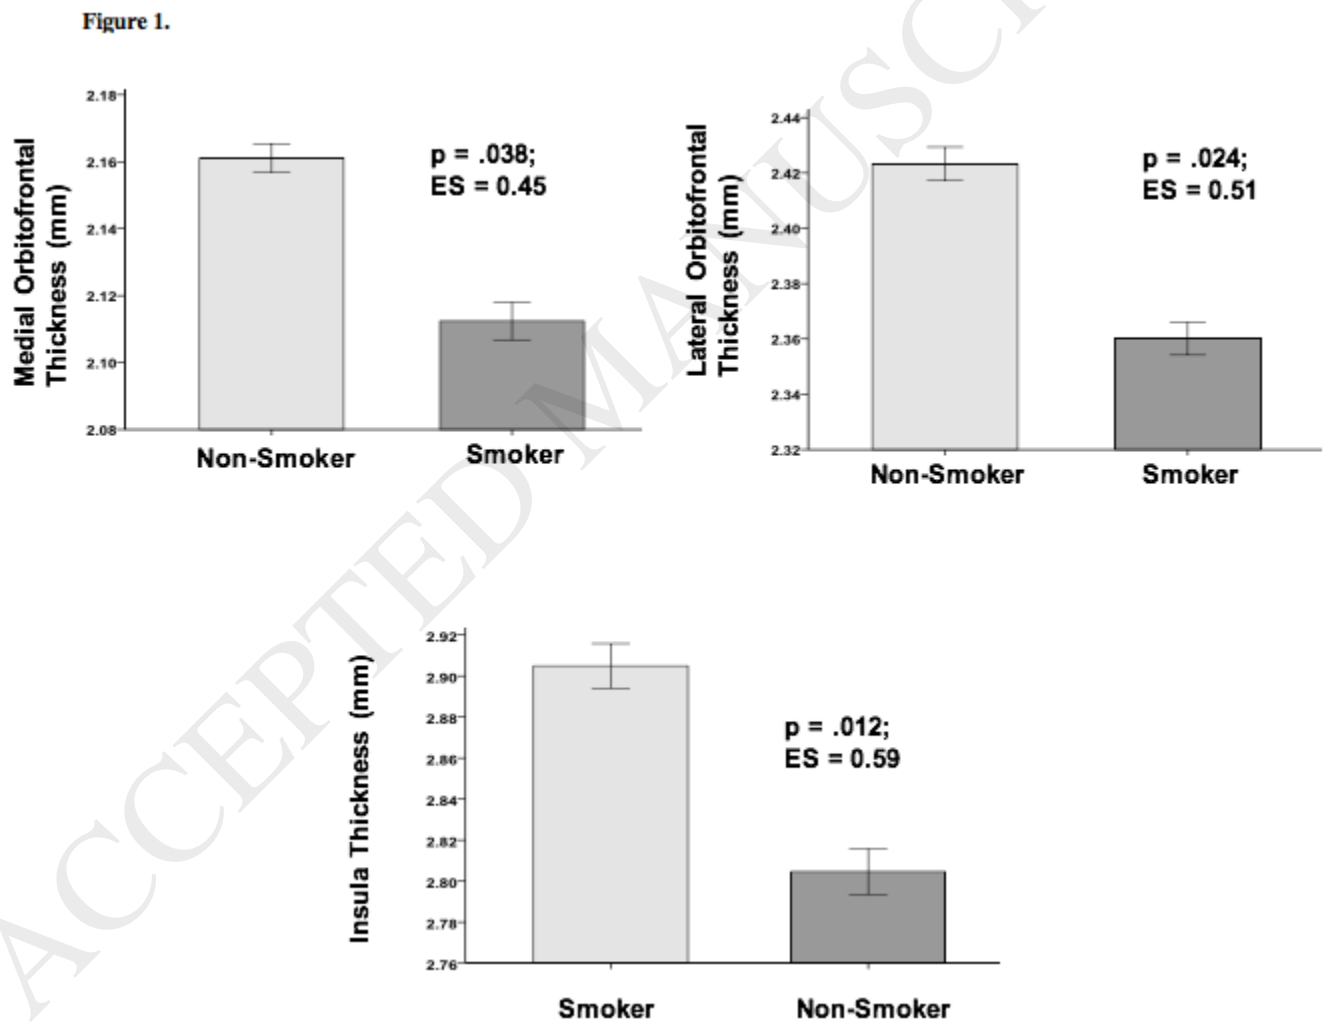 Figure 1.
Medial Orbitofrontal
Thickness (mm)
2.18
2.16
2.14
2.12
2.10
2.08
p = .038;
ES = 0.45
Non-Smoker
Smoker
Lateral Orbitofrontal
Thickness (mm)
2.44
2.42
2.40
2.38
2.36
2.34
2.32
p = .024;
ES = 0.51
Non-Smoker
Smoker
Insula Thickness (mm)
2.92
2.90
2.88
2.86
2.84
2.82
2.80
2.78
2.76
p = .012;
ES = 0.59
Smoker
Non-Smoker
ACCEPTED MANUSC